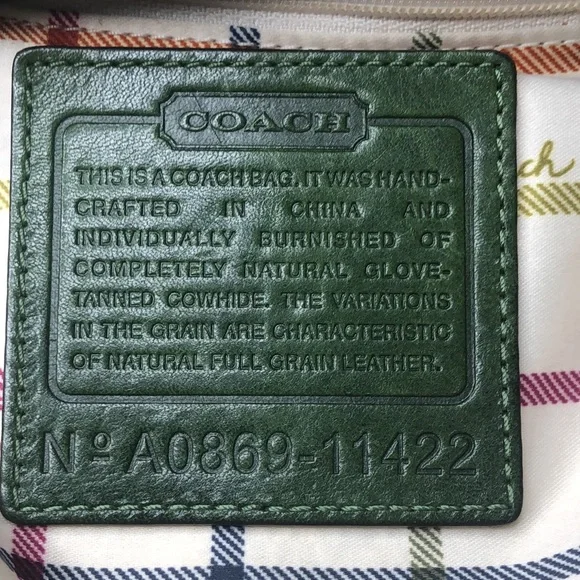 COACH
THIS IS A COACH BAG. IT WAS HAND-
CRAFTED IN CHINA AND
INDIVIDUALLY BURNISHED OF
COMPLETELY NATURAL GLOVE-
TANNED COWHIDE. THE VARIATIONS
IN THE GRAIN ARE CHARACTERISTIC
OF NATURAL FULL GRAIN LEATHER.
Nº A0869-11422
ch